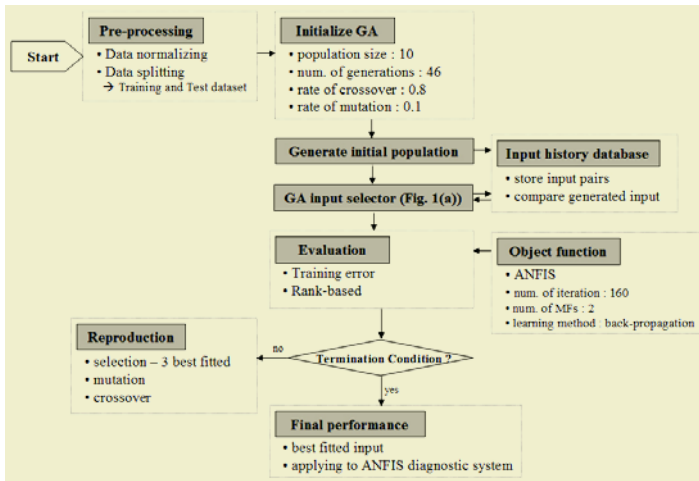 Start
Pre-processing
• Data normalizing
• Data splitting
→ Training and Test dataset
Initialize GA
• population size : 10
• num. of generations : 46
• rate of crossover : 0.8
• rate of mutation : 0.1
Generate initial population
Input history database
• store input pairs
• compare generated input
GA input selector (Fig. 1(a))
Evaluation
• Training error
• Rank-based
Object function
• ANFIS
• num. of iteration : 160
• num. of MFs : 2
• learning method : back-propagation
Reproduction
• selection – 3 best fitted
• mutation
• crossover
no
Termination Condition ?
yes
Final performance
• best fitted input
• applying to ANFIS diagnostic system